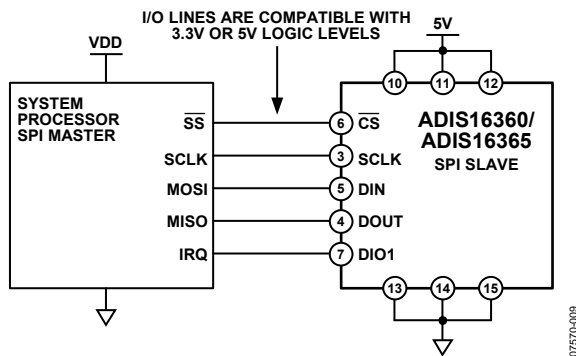 I/O LINES ARE COMPATIBLE WITH
3.3V OR 5V LOGIC LEVELS
VDD
5V
10
11
12
SYSTEM
PROCESSOR
SPI MASTER
ADIS16360/
ADIS16365
SPI SLAVE
SS
6
CS
SCLK
3
SCLK
MOSI
5
DIN
MISO
4
DOUT
IRQ
7
DIO1
13
14
15
07570-009